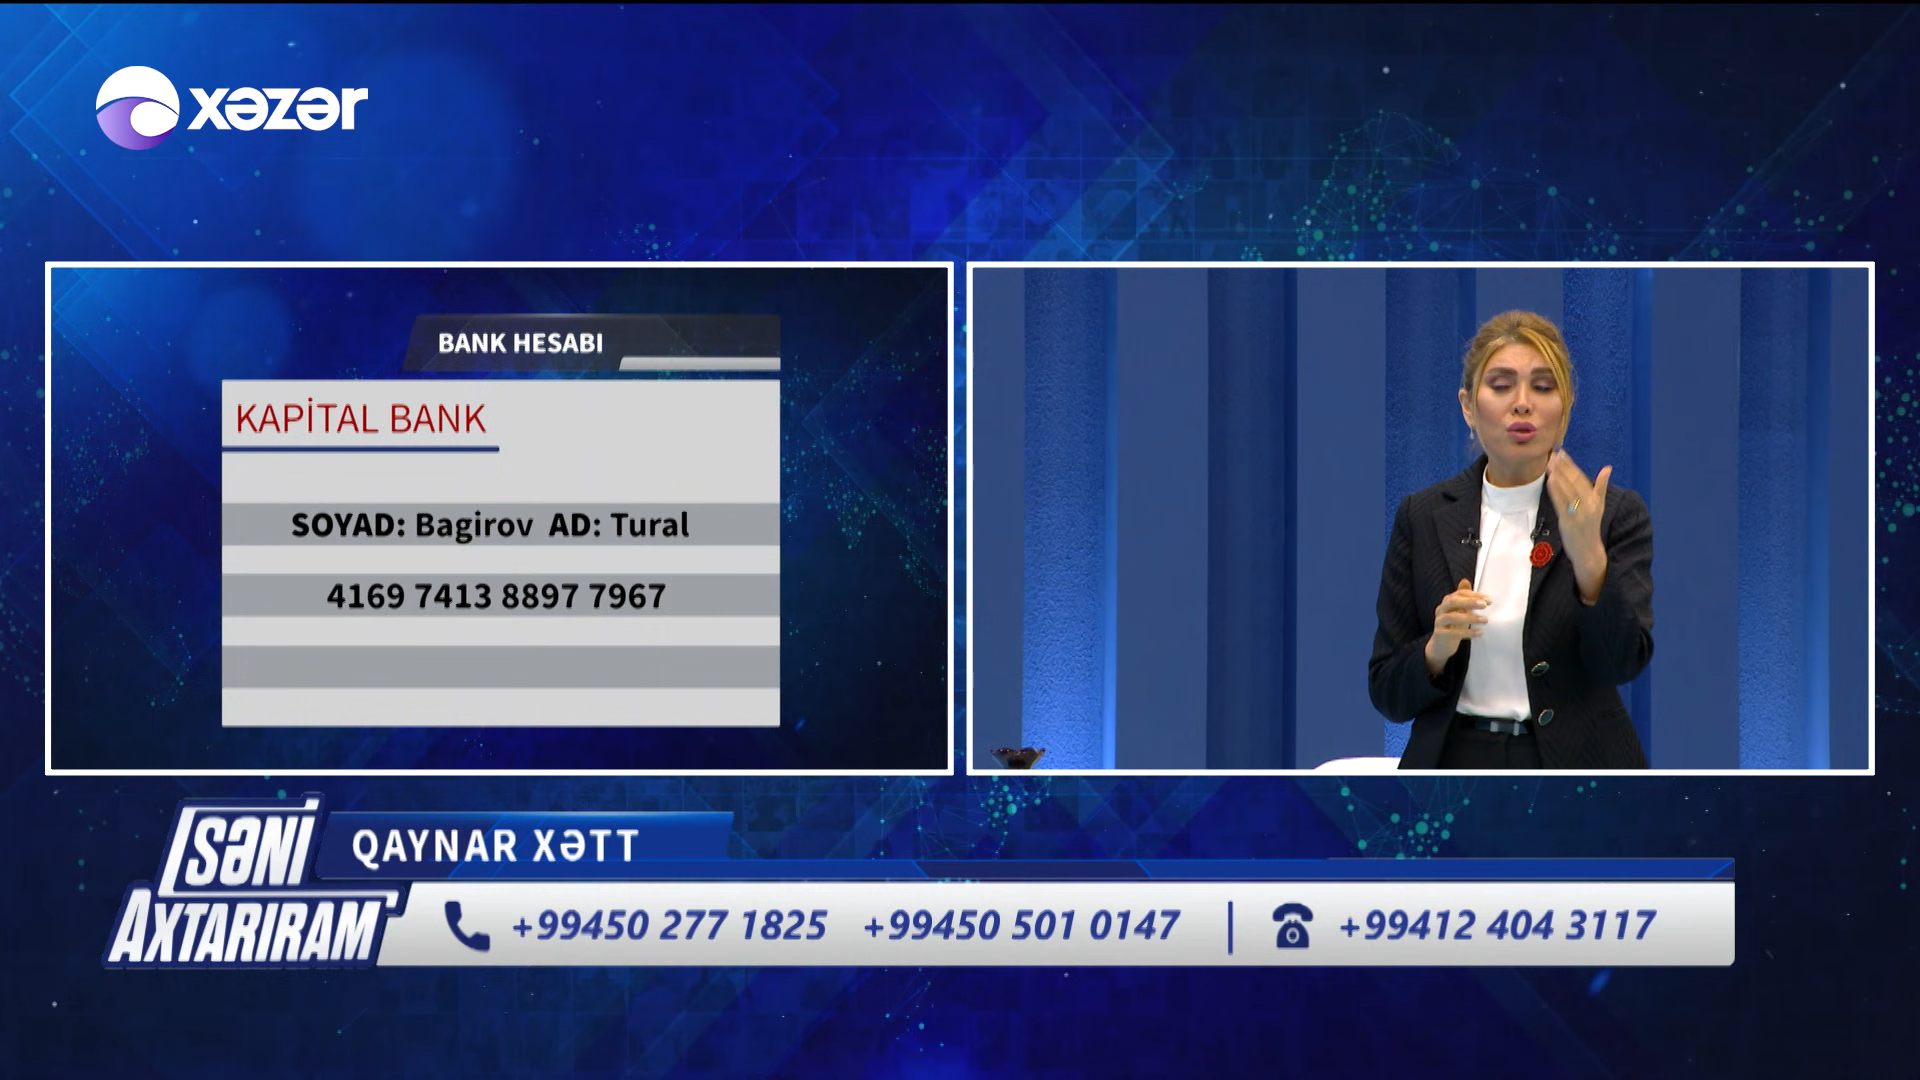 xəzər
BANK HESABI
KAPİTAL BANK
SOYAD: Bagirov AD: Tural
4169 7413 8897 7967
SƏNİ
AXTARIRAM
QAYNAR XƏTT
+99450 277 1825 +99450 501 0147 | +99412 404 3117